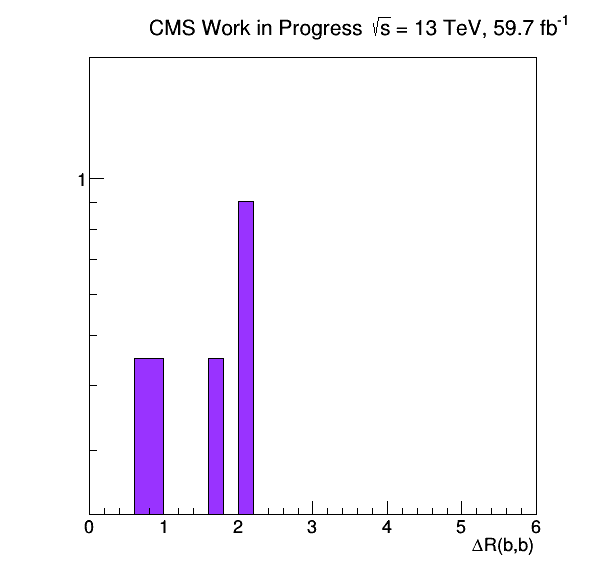 CMS Work in Progress √s = 13 TeV, 59.7 fb⁻¹
1
0 1 2 3 4 5 6
ΔR(b,b)